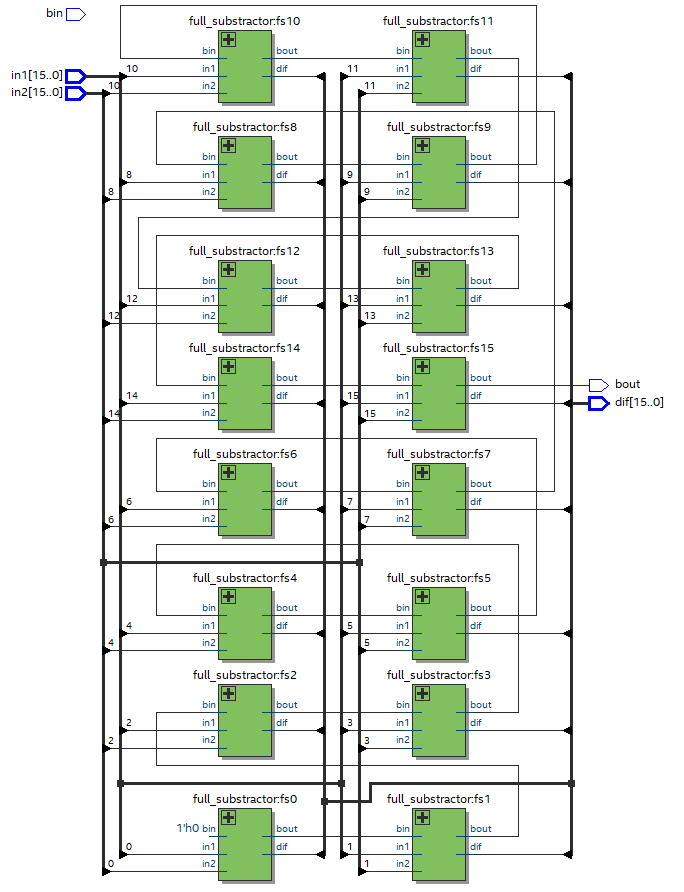 bin
full_substractor:fs10 full_substractor:fs11
bin bout bin bout
in1[15..0] 10 in1 dif 11 in1 dif
in2[15..0] 10 in2 11 in2
full_substractor:fs8 full_substractor:fs9
bin bout bin bout
8 in1 dif 9 in1 dif
8 in2 9 in2
full_substractor:fs12 full_substractor:fs13
bin bout bin bout
12 in1 dif 13 in1 dif
12 in2 13 in2
full_substractor:fs14 full_substractor:fs15
bin bout bin bout bout
14 in1 dif 15 in1 dif dif[15..0]
14 in2 15 in2
full_substractor:fs6 full_substractor:fs7
bin bout bin bout
6 in1 dif 7 in1 dif
6 in2 7 in2
full_substractor:fs4 full_substractor:fs5
bin bout bin bout
4 in1 dif 5 in1 dif
4 in2 5 in2
full_substractor:fs2 full_substractor:fs3
bin bout bin bout
2 in1 dif 3 in1 dif
2 in2 3 in2
full_substractor:fs0 full_substractor:fs1
1'h0 bin bout bin bout
0 in1 dif 1 in1 dif
0 in2 1 in2